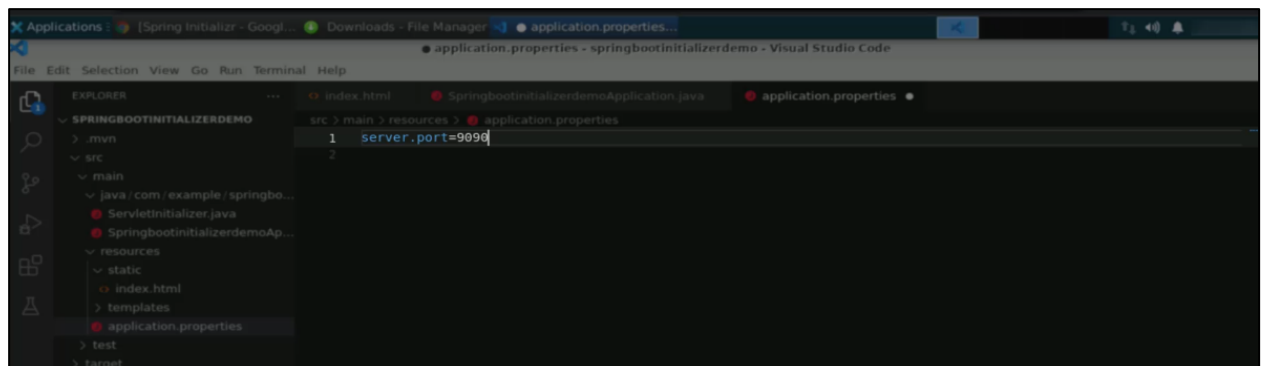 Applications : [Spring Initializr - Googl... Downloads - File Manager ● application.properties...
● application.properties - springbootinitializerdemo - Visual Studio Code
File Edit Selection View Go Run Terminal Help
EXPLORER ... index.html SpringbootinitializerdemoApplication.java application.properties ●
SPRINGBOOTINITIALIZERDEMO src > main > resources > application.properties
> .mvn 1 server.port=9090
src 2
main
java/com/example/springbo...
ServletInitializer.java
SpringbootinitializerdemoAp...
resources
static
index.html
> templates
application.properties
> test
> target